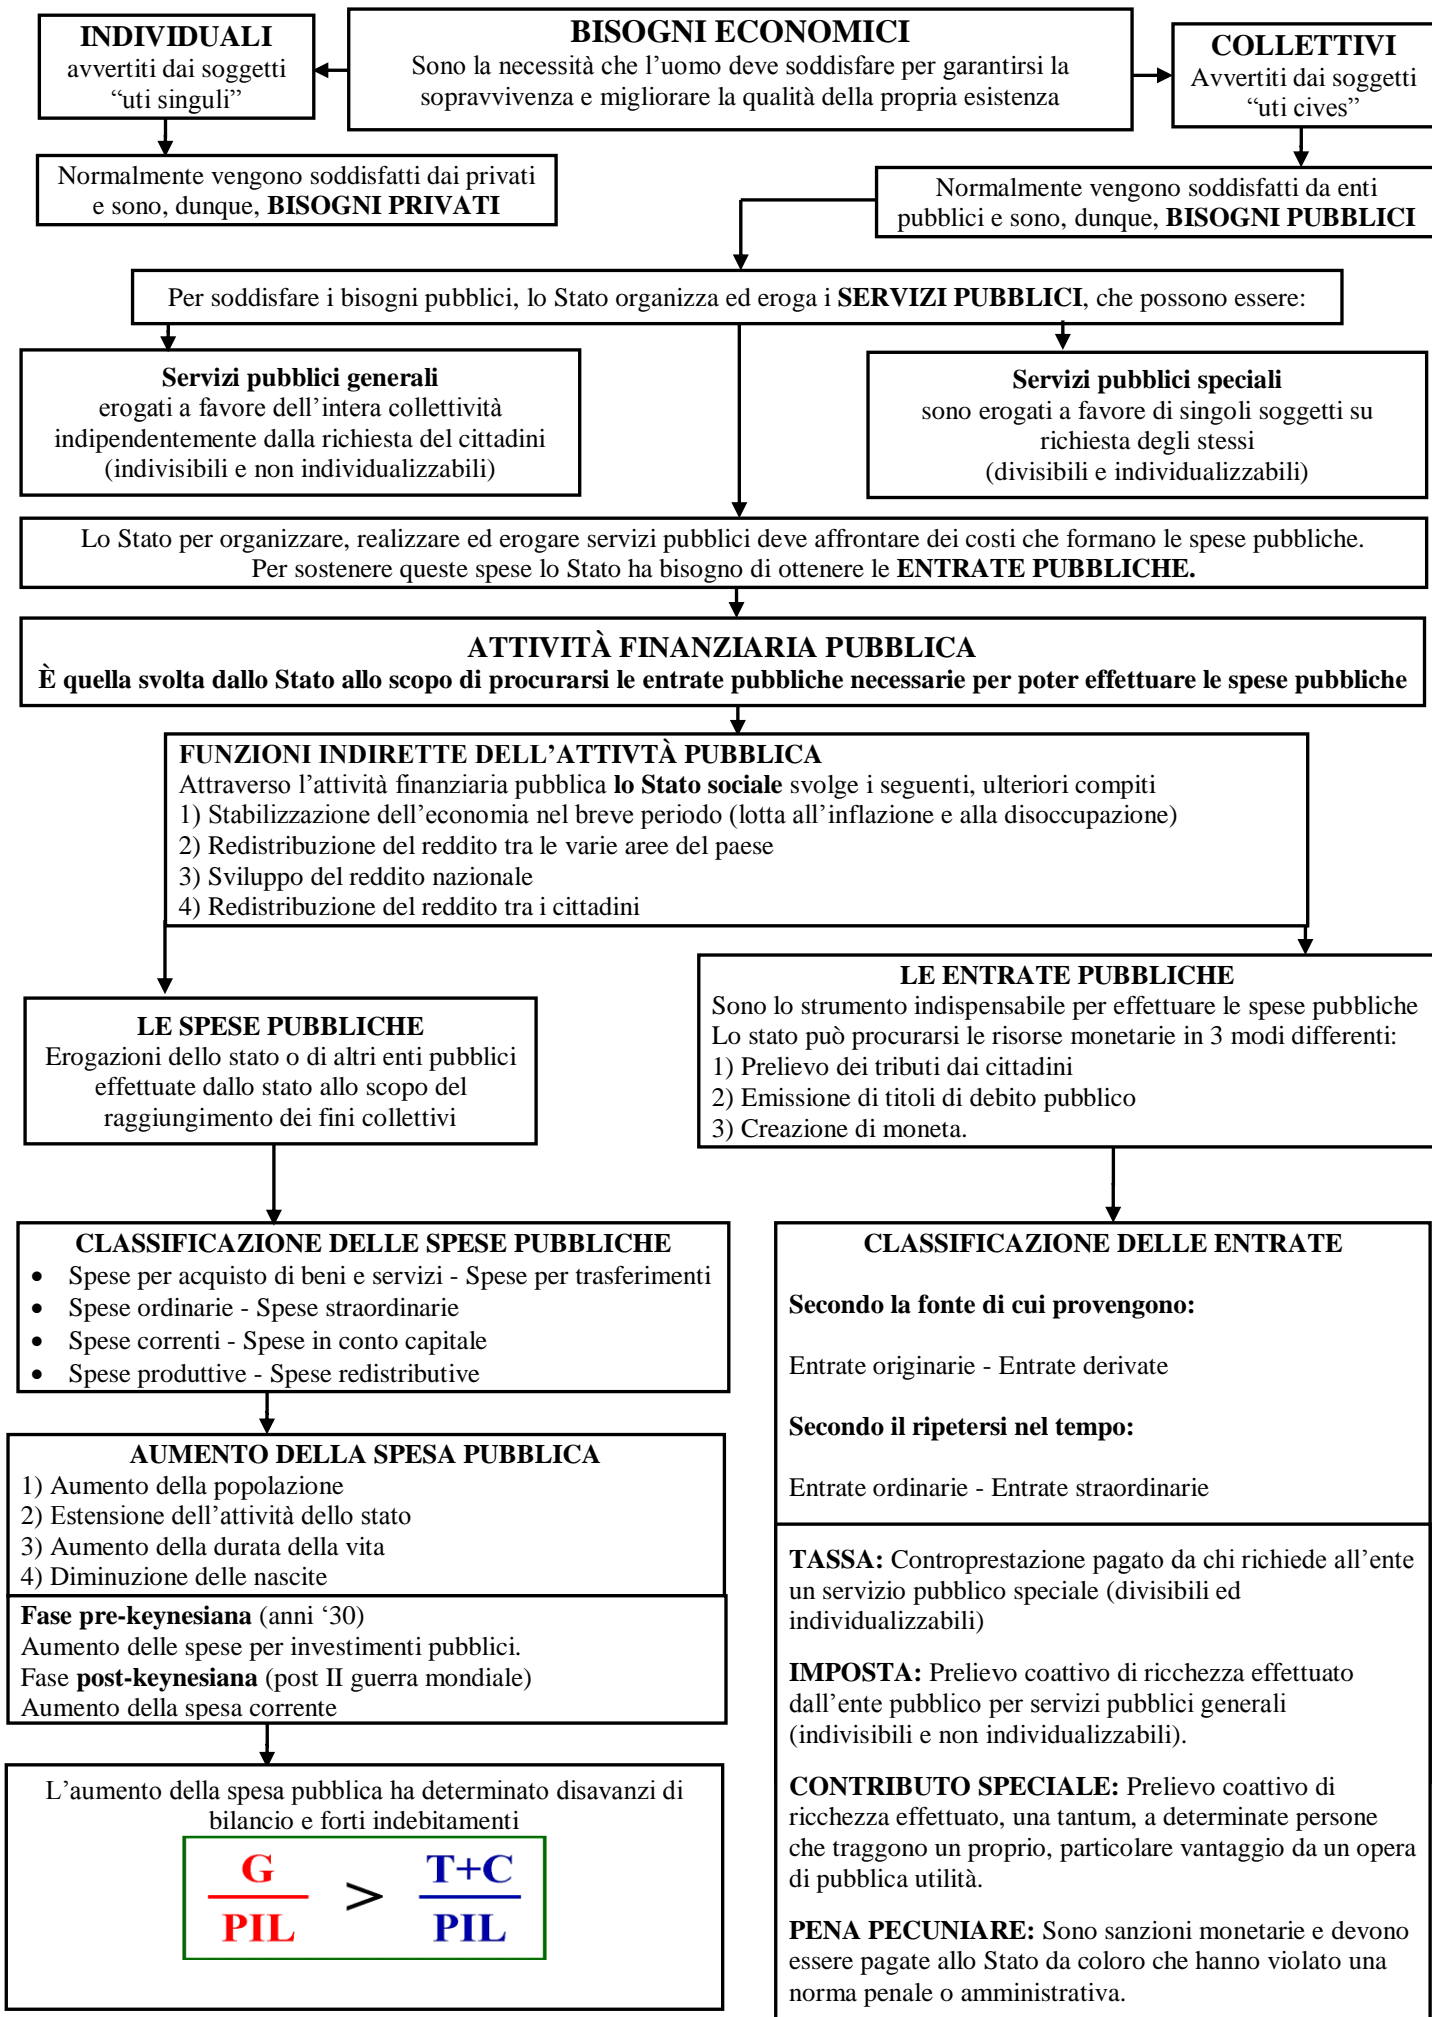 INDIVIDUALI
avvertiti dai soggetti
“uti singuli”
BISOGNI ECONOMICI
Sono la necessità che l’uomo deve soddisfare per garantirsi la
sopravvivenza e migliorare la qualità della propria esistenza
COLLETTIVI
Avvertiti dai soggetti
“uti cives”
Normalmente vengono soddisfatti dai privati
e sono, dunque, BISOGNI PRIVATI
Normalmente vengono soddisfatti da enti
pubblici e sono, dunque, BISOGNI PUBBLICI
Per soddisfare i bisogni pubblici, lo Stato organizza ed eroga i SERVIZI PUBBLICI, che possono essere:
Servizi pubblici generali
erogati a favore dell’intera collettività
indipendentemente dalla richiesta del cittadini
(indivisibili e non individualizzabili)
Servizi pubblici speciali
sono erogati a favore di singoli soggetti su
richiesta degli stessi
(divisibili e individualizzabili)
Lo Stato per organizzare, realizzare ed erogare servizi pubblici deve affrontare dei costi che formano le spese pubbliche.
Per sostenere queste spese lo Stato ha bisogno di ottenere le ENTRATE PUBBLICHE.
ATTIVITÀ FINANZIARIA PUBBLICA
È quella svolta dallo Stato allo scopo di procurarsi le entrate pubbliche necessarie per poter effettuare le spese pubbliche
FUNZIONI INDIRETTE DELL’ATTIVTÀ PUBBLICA
Attraverso l’attività finanziaria pubblica lo Stato sociale svolge i seguenti, ulteriori compiti
1) Stabilizzazione dell’economia nel breve periodo (lotta all’inflazione e alla disoccupazione)
2) Redistribuzione del reddito tra le varie aree del paese
3) Sviluppo del reddito nazionale
4) Redistribuzione del reddito tra i cittadini
LE SPESE PUBBLICHE
Erogazioni dello stato o di altri enti pubblici
effettuate dallo stato allo scopo del
raggiungimento dei fini collettivi
LE ENTRATE PUBBLICHE
Sono lo strumento indispensabile per effettuare le spese pubbliche
Lo stato può procurarsi le risorse monetarie in 3 modi differenti:
1) Prelievo dei tributi dai cittadini
2) Emissione di titoli di debito pubblico
3) Creazione di moneta.
CLASSIFICAZIONE DELLE SPESE PUBBLICHE
• Spese per acquisto di beni e servizi - Spese per trasferimenti
• Spese ordinarie - Spese straordinarie
• Spese correnti - Spese in conto capitale
• Spese produttive - Spese redistributive
AUMENTO DELLA SPESA PUBBLICA
1) Aumento della popolazione
2) Estensione dell’attività dello stato
3) Aumento della durata della vita
4) Diminuzione delle nascite
Fase pre-keynesiana (anni ‘30)
Aumento delle spese per investimenti pubblici.
Fase post-keynesiana (post II guerra mondiale)
Aumento della spesa corrente
L’aumento della spesa pubblica ha determinato disavanzi di
bilancio e forti indebitamenti
G > T+C
PIL PIL
CLASSIFICAZIONE DELLE ENTRATE
Secondo la fonte di cui provengono:
Entrate originarie - Entrate derivate
Secondo il ripetersi nel tempo:
Entrate ordinarie - Entrate straordinarie
TASSA: Controprestazione pagato da chi richiede all’ente
un servizio pubblico speciale (divisibili ed
individualizzabili)
IMPOSTA: Prelievo coattivo di ricchezza effettuato
dall’ente pubblico per servizi pubblici generali
(indivisibili e non individualizzabili).
CONTRIBUTO SPECIALE: Prelievo coattivo di
ricchezza effettuato, una tantum, a determinate persone
che traggono un proprio, particolare vantaggio da un opera
di pubblica utilità.
PENA PECUNIARE: Sono sanzioni monetarie e devono
essere pagate allo Stato da coloro che hanno violato una
norma penale o amministrativa.